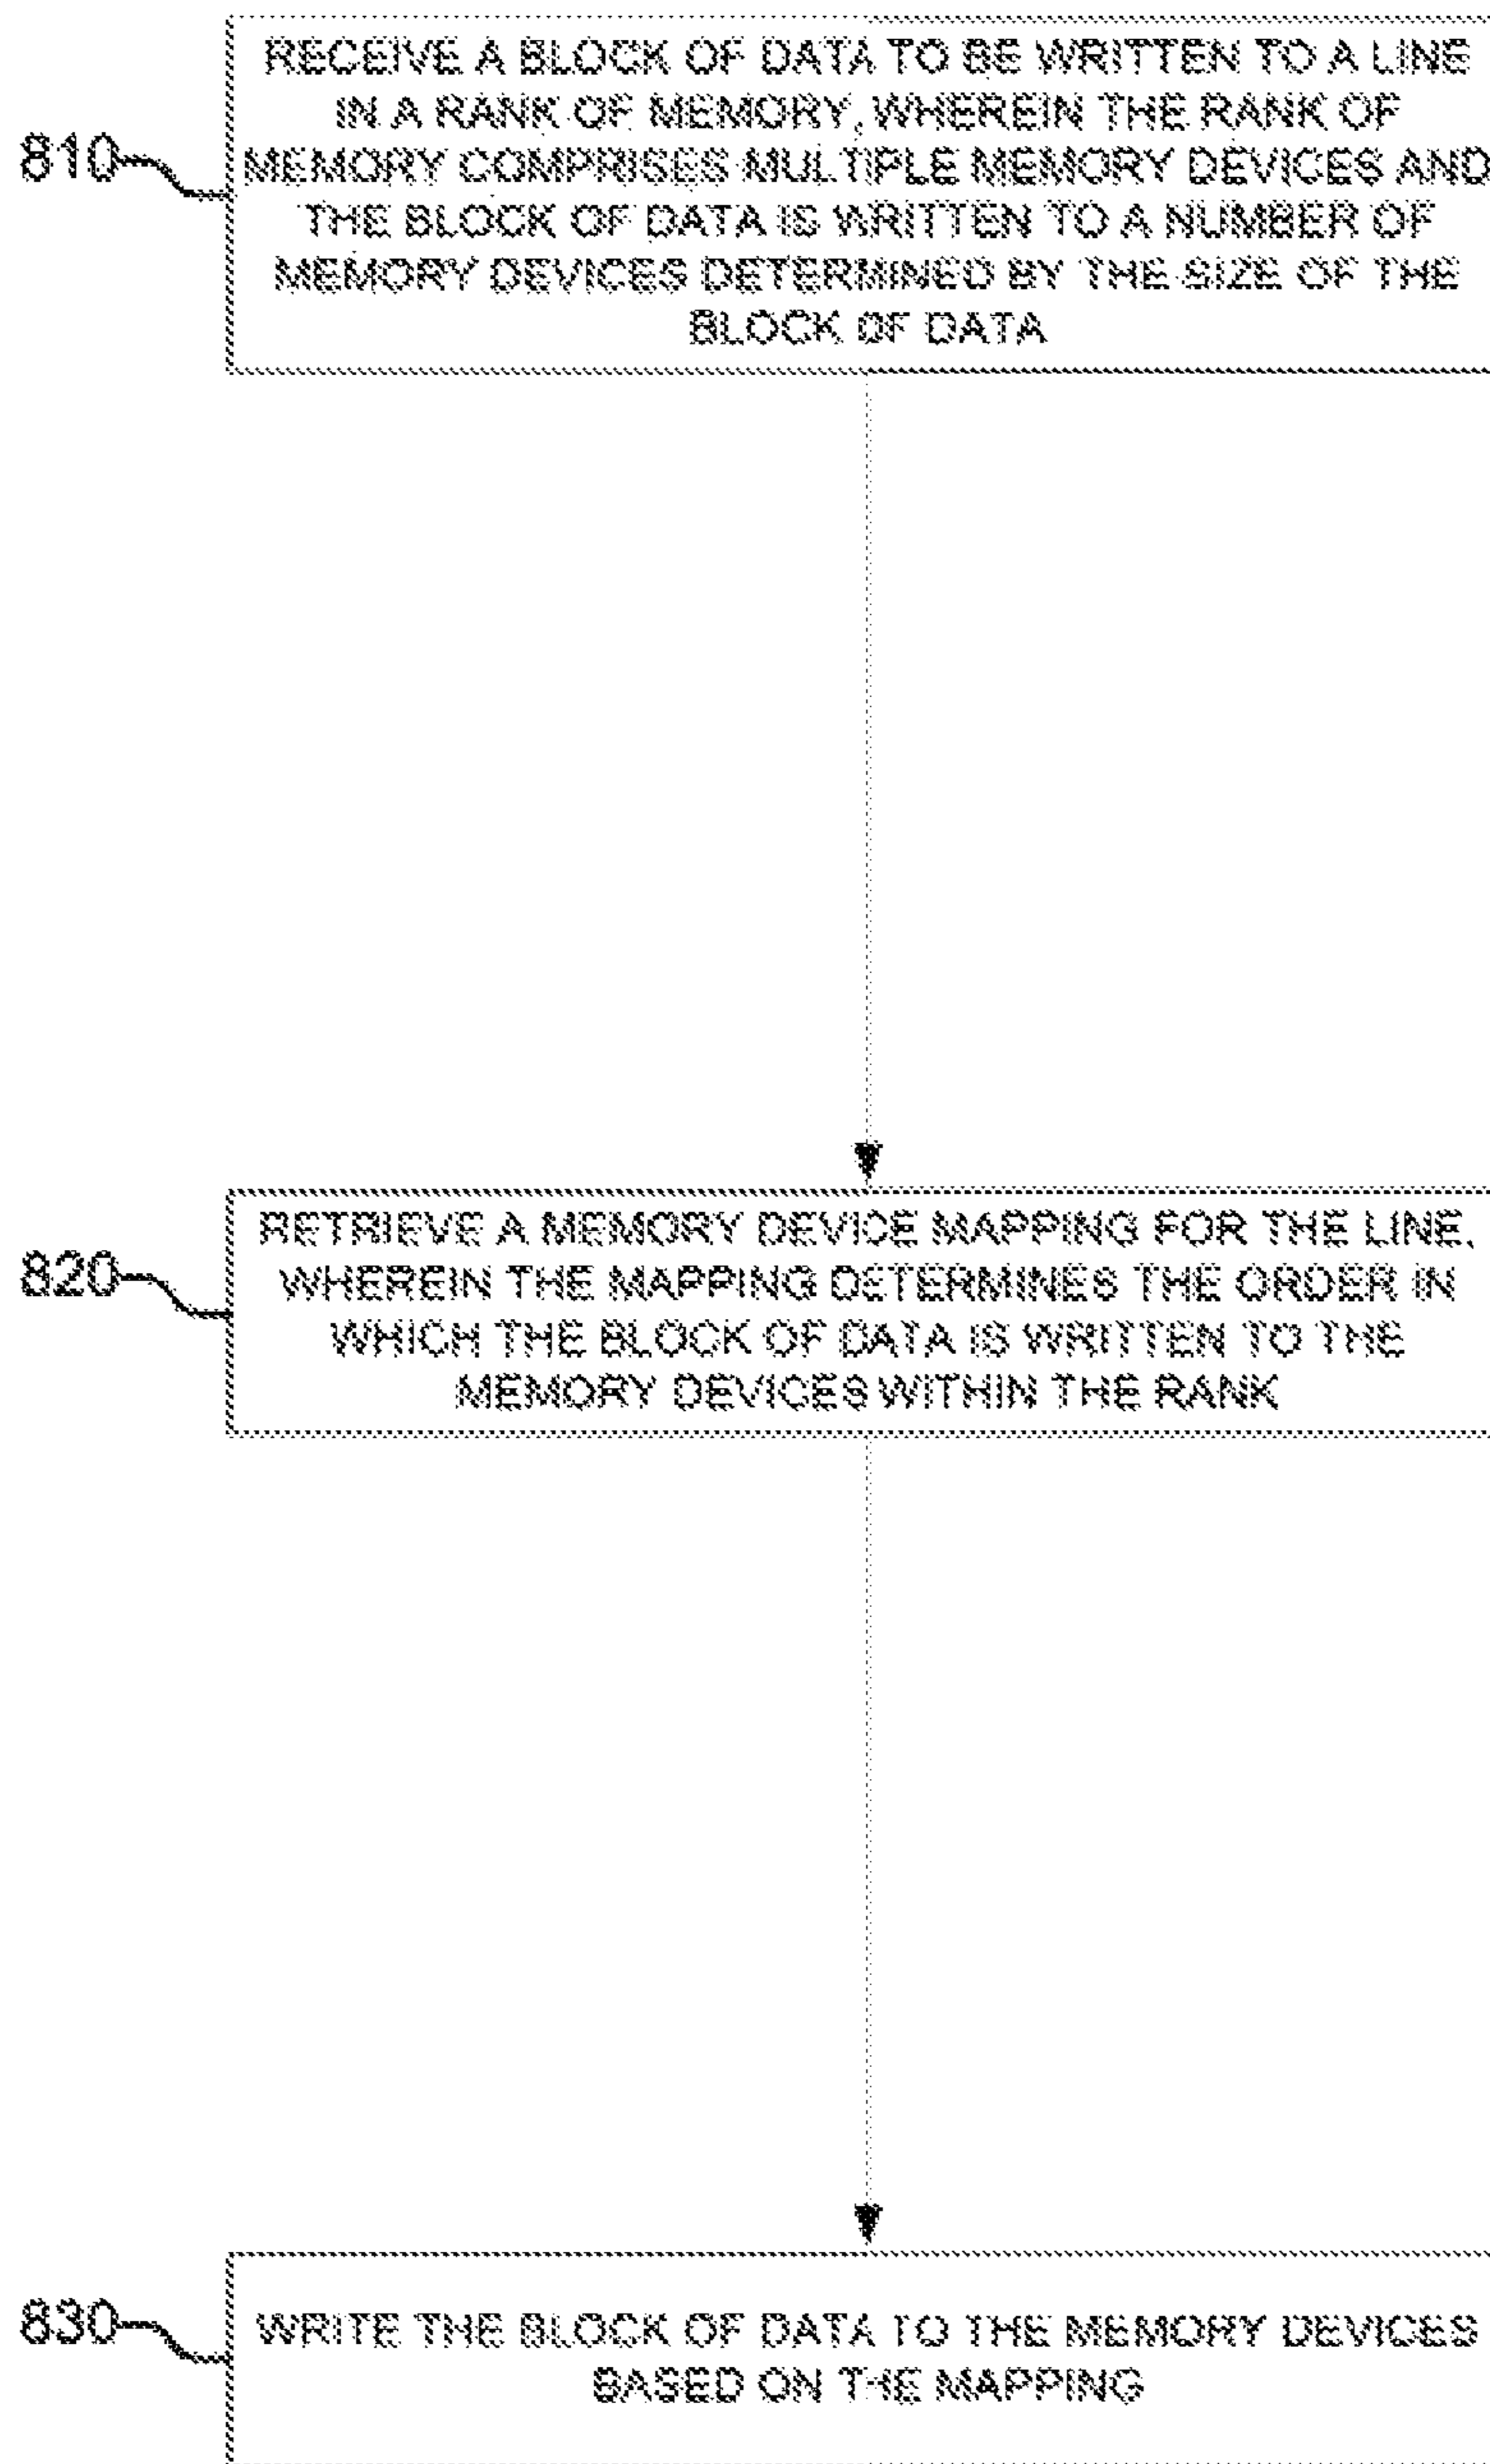 810
RECEIVE A BLOCK OF DATA TO BE WRITTEN TO A LINE
IN A RANK OF MEMORY, WHEREIN THE RANK OF
MEMORY COMPRISES MULTIPLE MEMORY DEVICES AND
THE BLOCK OF DATA IS WRITTEN TO A NUMBER OF
MEMORY DEVICES DETERMINED BY THE SIZE OF THE
BLOCK OF DATA
820
RETRIEVE A MEMORY DEVICE MAPPING FOR THE LINE,
WHEREIN THE MAPPING DETERMINES THE ORDER IN
WHICH THE BLOCK OF DATA IS WRITTEN TO THE
MEMORY DEVICES WITHIN THE RANK
830
WRITE THE BLOCK OF DATA TO THE MEMORY DEVICES
BASED ON THE MAPPING